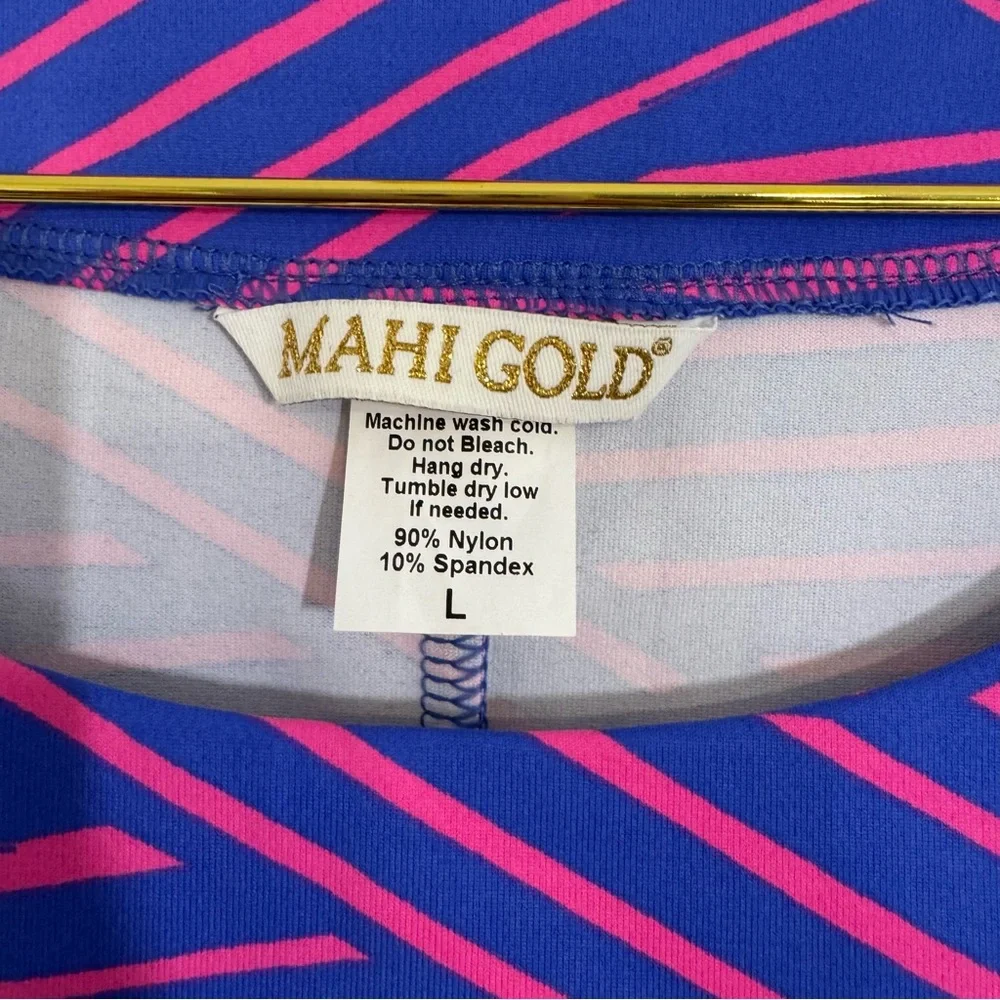 MAHI GOLD®
Machine wash cold.
Do not Bleach.
Hang dry.
Tumble dry low
If needed.
90% Nylon
10% Spandex
L